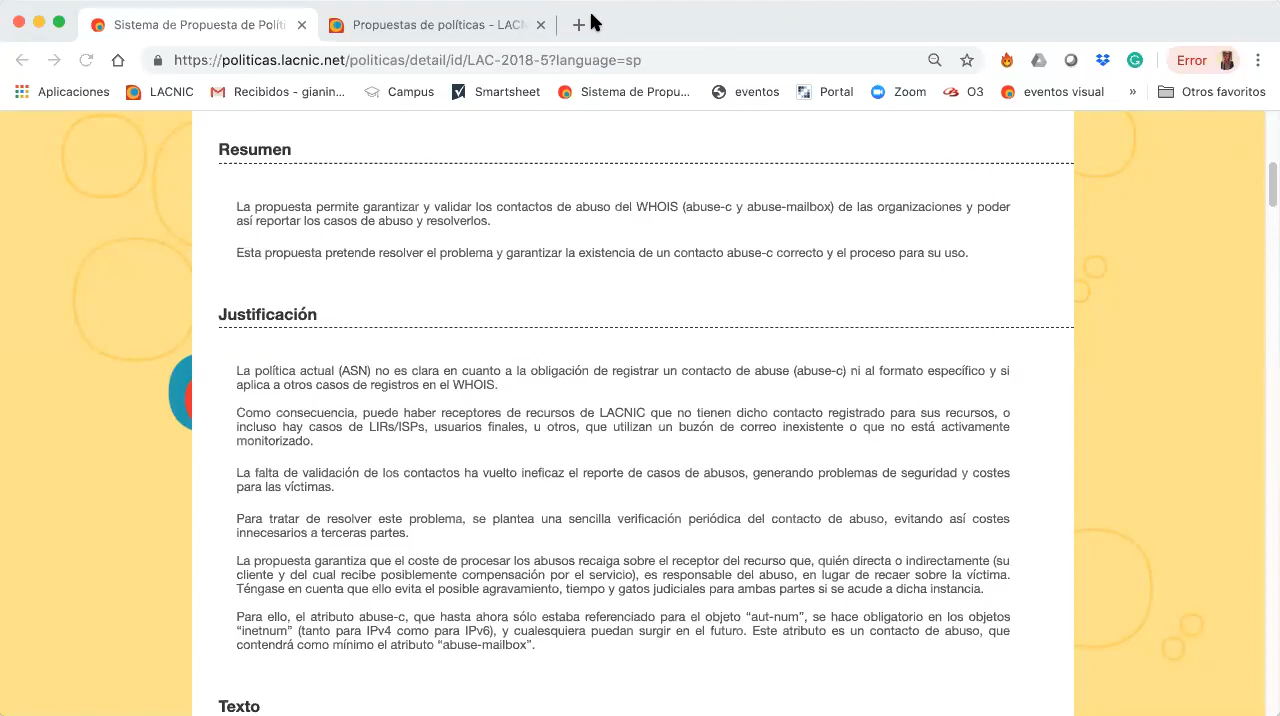 Sistema de Propuesta de Políti
Propuestas de políticas - LACN
https://politicas.lacnic.net/politicas/detail/id/LAC-2018-5?language=sp
Error
Aplicaciones
LACNIC
Recibidos - gianin...
Campus
Smartsheet
Sistema de Propu...
eventos
Portal
Zoom
O3
eventos visual
»
Otros favoritos
Resumen
La propuesta permite garantizar y validar los contactos de abuso del WHOIS (abuse-c y abuse-mailbox) de las organizaciones y poder
así reportar los casos de abuso y resolverlos.
Esta propuesta pretende resolver el problema y garantizar la existencia de un contacto abuse-c correcto y el proceso para su uso.
Justificación
La política actual (ASN) no es clara en cuanto a la obligación de registrar un contacto de abuse (abuse-c) ni al formato específico y si
aplica a otros casos de registros en el WHOIS.
Como consecuencia, puede haber receptores de recursos de LACNIC que no tienen dicho contacto registrado para sus recursos, o
incluso hay casos de LIRs/ISPs, usuarios finales, u otros, que utilizan un buzón de correo inexistente o que no está activamente
monitorizado.
La falta de validación de los contactos ha vuelto ineficaz el reporte de casos de abusos, generando problemas de seguridad y costes
para las víctimas.
Para tratar de resolver este problema, se plantea una sencilla verificación periódica del contacto de abuso, evitando así costes
innecesarios a terceras partes.
La propuesta garantiza que el coste de procesar los abusos recaiga sobre el receptor del recurso que, quién directa o indirectamente (su
cliente y del cual recibe posiblemente compensación por el servicio), es responsable del abuso, en lugar de recaer sobre la víctima.
Téngase en cuenta que ello evita el posible agravamiento, tiempo y gatos judiciales para ambas partes si se acude a dicha instancia.
Para ello, el atributo abuse-c, que hasta ahora sólo estaba referenciado para el objeto “aut-num”, se hace obligatorio en los objetos
“inetnum” (tanto para IPv4 como para IPv6), y cualesquiera puedan surgir en el futuro. Este atributo es un contacto de abuso, que
contendrá como mínimo el atributo “abuse-mailbox”.
Texto